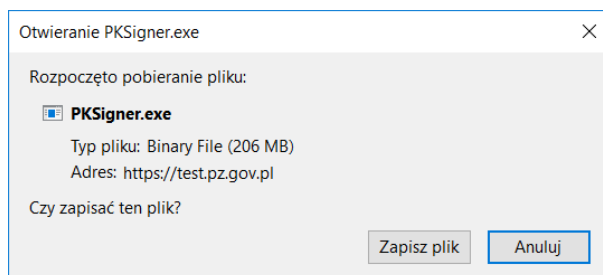 Otwieranie PKSigner.exe
Rozpoczęto pobieranie pliku:
PKSigner.exe
Typ pliku: Binary File (206 MB)
Adres: https://test.pz.gov.pl
Czy zapisać ten plik?
Zapisz plik Anuluj